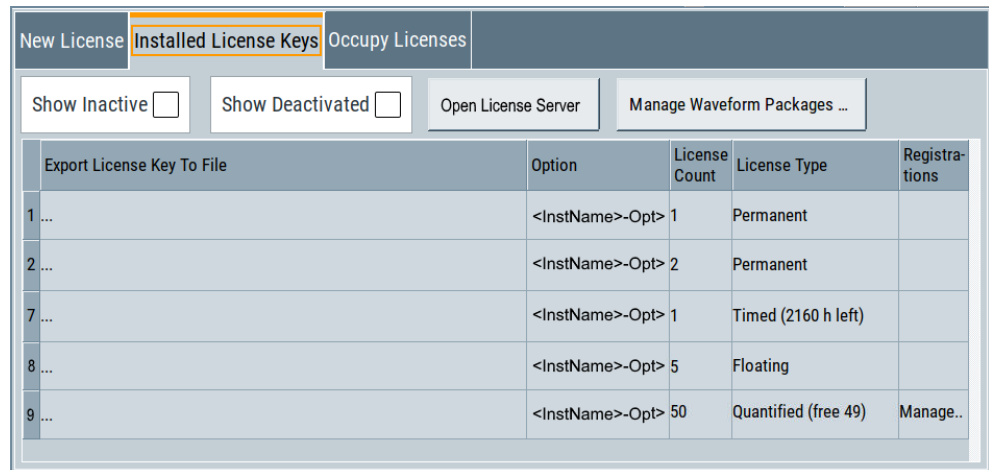 New License Installed License Keys Occupy Licenses
Show Inactive Show Deactivated Open License Server Manage Waveform Packages ...
Export License Key To File Option License Count License Type Registra-tions
1 ... <InstName>-Opt> 1 Permanent
2 ... <InstName>-Opt> 2 Permanent
7 ... <InstName>-Opt> 1 Timed (2160 h left)
8 ... <InstName>-Opt> 5 Floating
9 ... <InstName>-Opt> 50 Quantified (free 49) Manage..